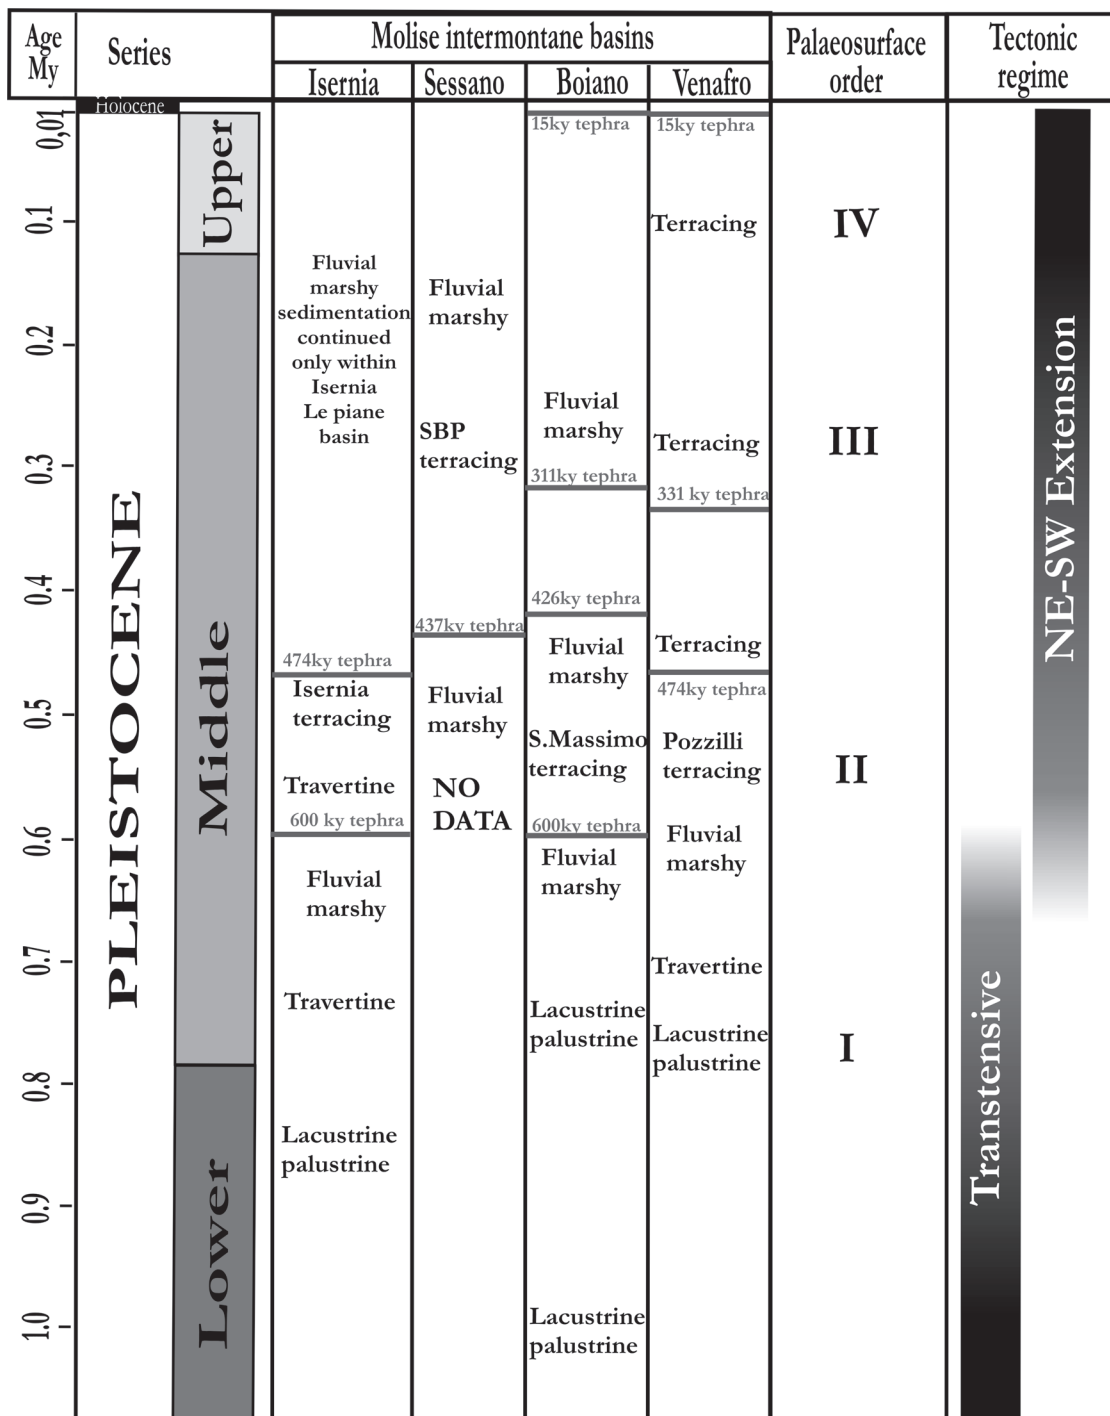 Age
My
Series
Molise intermontane basins
Isernia
Sessano
Boiano
Venafro
Palaeosurface
order
Tectonic
regime
0,01
0.1
0.2
0.3
0.4
0.5
0.6
0.7
0.8
0.9
1.0
Holocene
PLEISTOCENE
Upper
Middle
Lower
Fluvial
marshy
sedimentation
continued
only within
Isernia
Le piane
basin
474ky tephra
Isernia
terracing
Travertine
600 ky tephra
Fluvial
marshy
Travertine
Lacustrine
palustrine
Fluvial
marshy
SBP
terracing
437ky tephra
Fluvial
marshy
NO
DATA
15ky tephra
Fluvial
marshy
311ky tephra
426ky tephra
Fluvial
marshy
S.Massimo
terracing
600ky tephra
Fluvial
marshy
Lacustrine
palustrine
Lacustrine
palustrine
15ky tephra
Terracing
Terracing
331 ky tephra
Terracing
474ky tephra
Pozzilli
terracing
Fluvial
marshy
Travertine
Lacustrine
palustrine
IV
III
II
I
Transtensive
NE-SW Extension